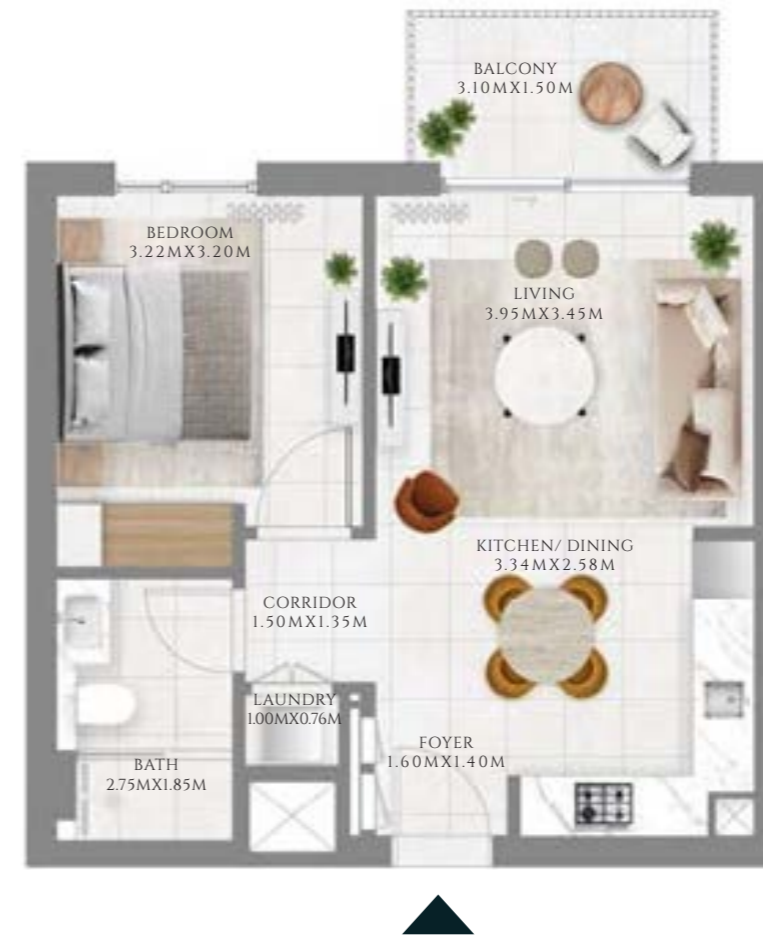 BALCONY
3.10MX1.50M
BEDROOM
3.22MX3.20M
LIVING
3.95MX3.45M
KITCHEN/ DINING
3.34MX2.58M
CORRIDOR
1.50MX1.35M
LAUNDRY
1.00MX0.76M
FOYER
1.60MX1.40M
BATH
2.75MX1.85M